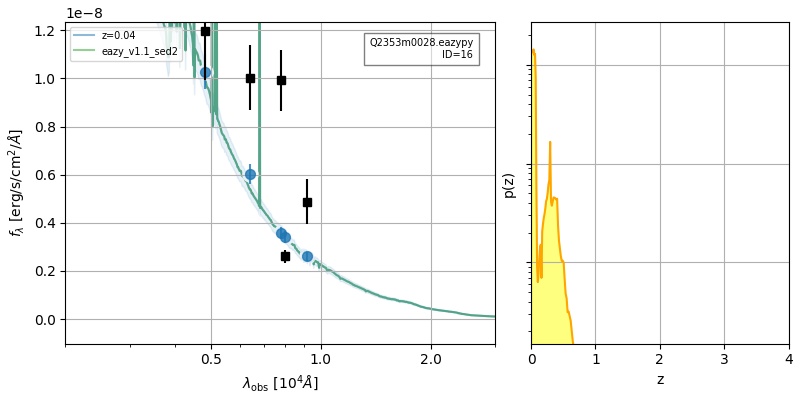 1e−8
z=0.04
eazy_v1.1_sed2
Q2353m0028.eazypy
ID=16
1.2
1.0
0.8
0.6
0.4
0.2
0.0
f_λ [erg/s/cm²/Å]
0.5 1.0 2.0
λ_obs [10⁴Å]
p(z)
0 1 2 3 4
z